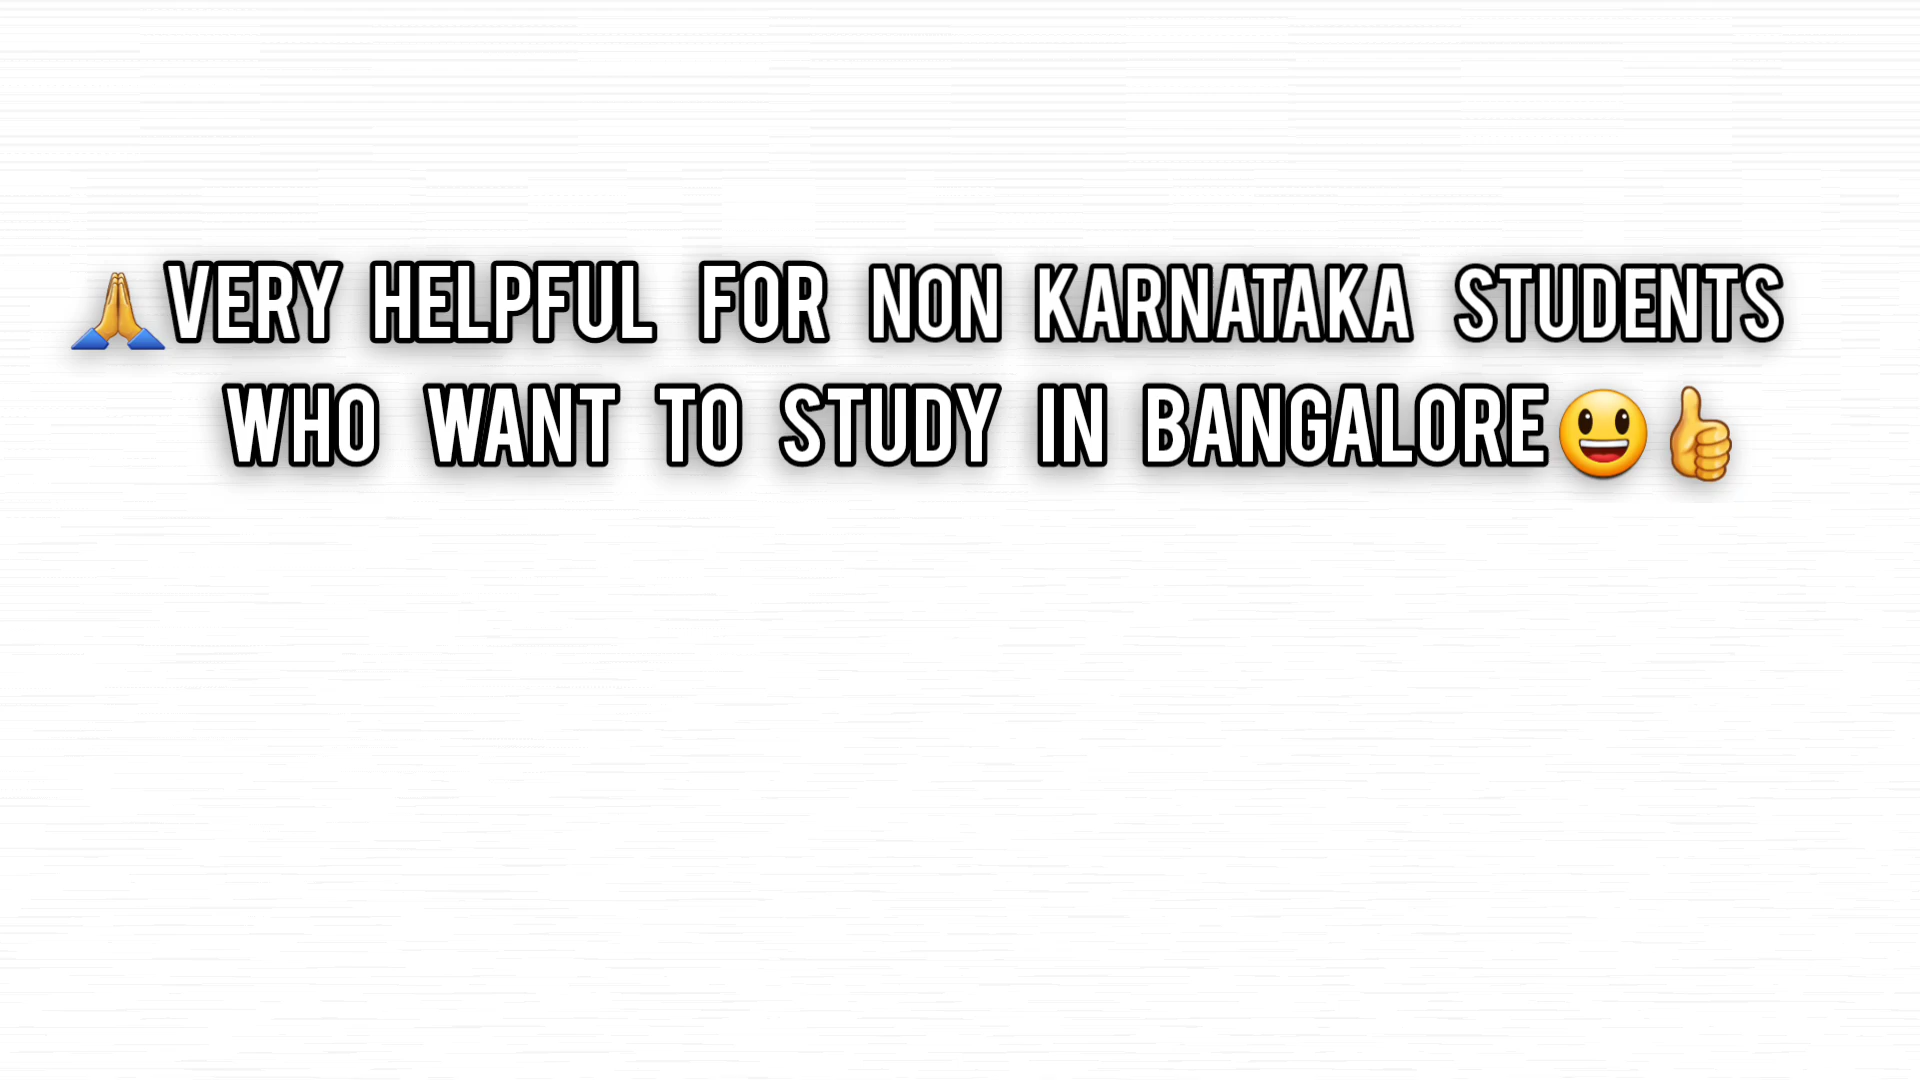 🙏VERY HELPFUL FOR NON KARNATAKA STUDENTS
WHO WANT TO STUDY IN BANGALORE😃👍